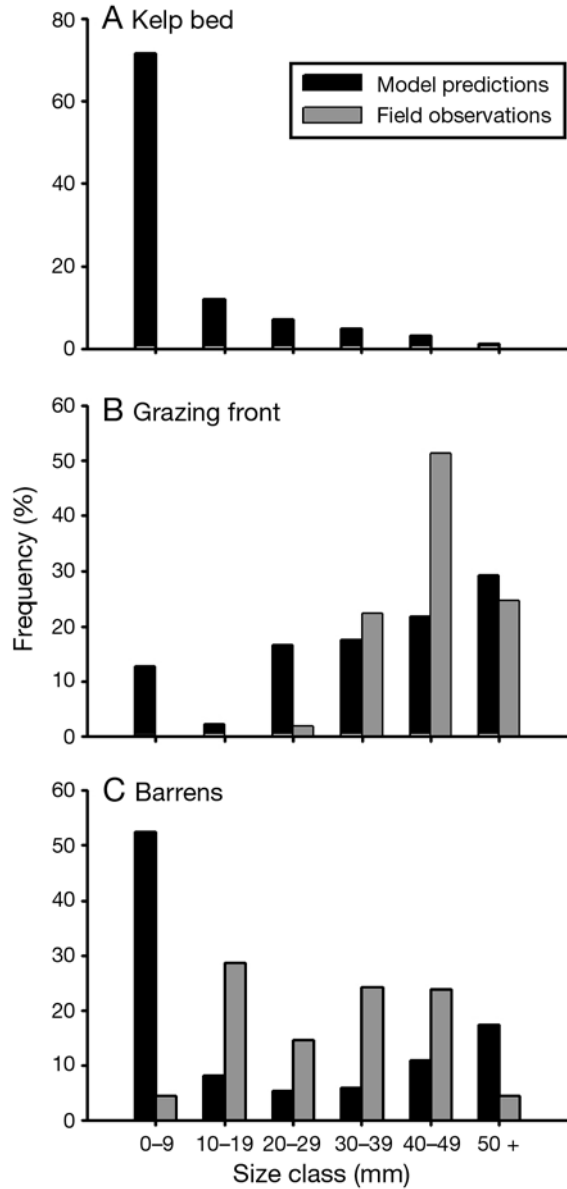 A Kelp bed
80
60
40
20
0
Model predictions
Field observations
B Grazing front
60
50
40
30
20
10
0
Frequency (%)
C Barrens
60
50
40
30
20
10
0
0–9 10–19 20–29 30–39 40–49 50 +
Size class (mm)